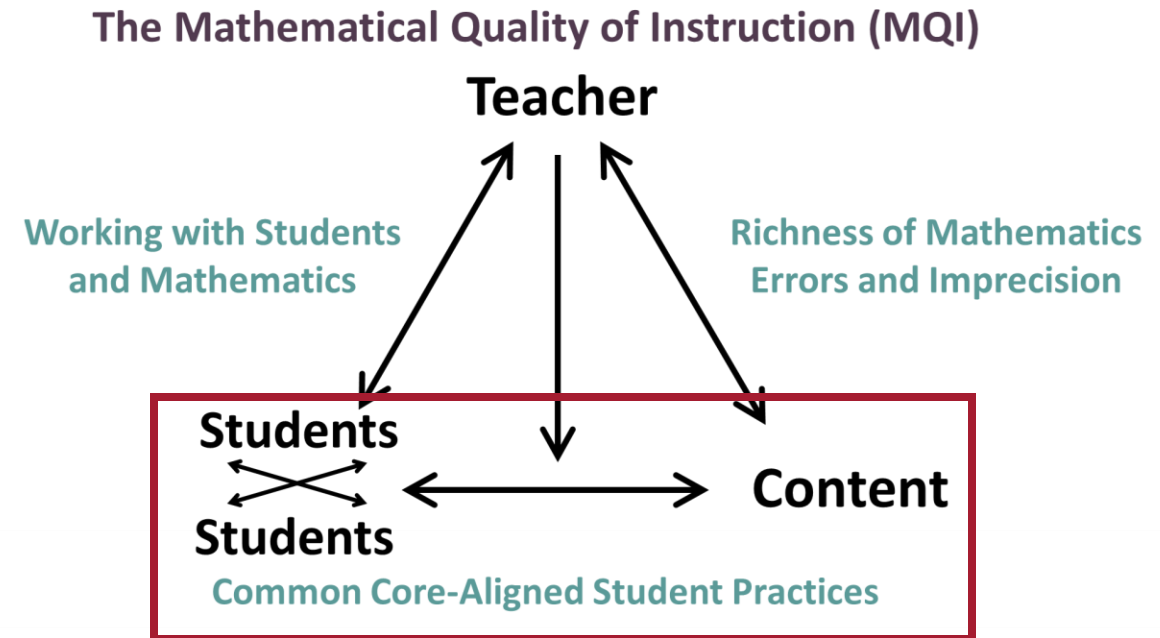 The Mathematical Quality of Instruction (MQI)
Teacher
Working with Students
and Mathematics
Richness of Mathematics
Errors and Imprecision
Students
Students
Content
Common Core-Aligned Student Practices